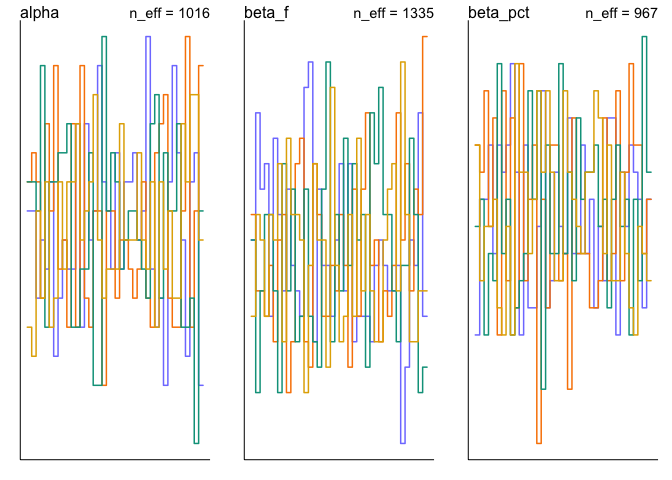 alpha n_eff = 1016
beta_f n_eff = 1335
beta_pct n_eff = 967